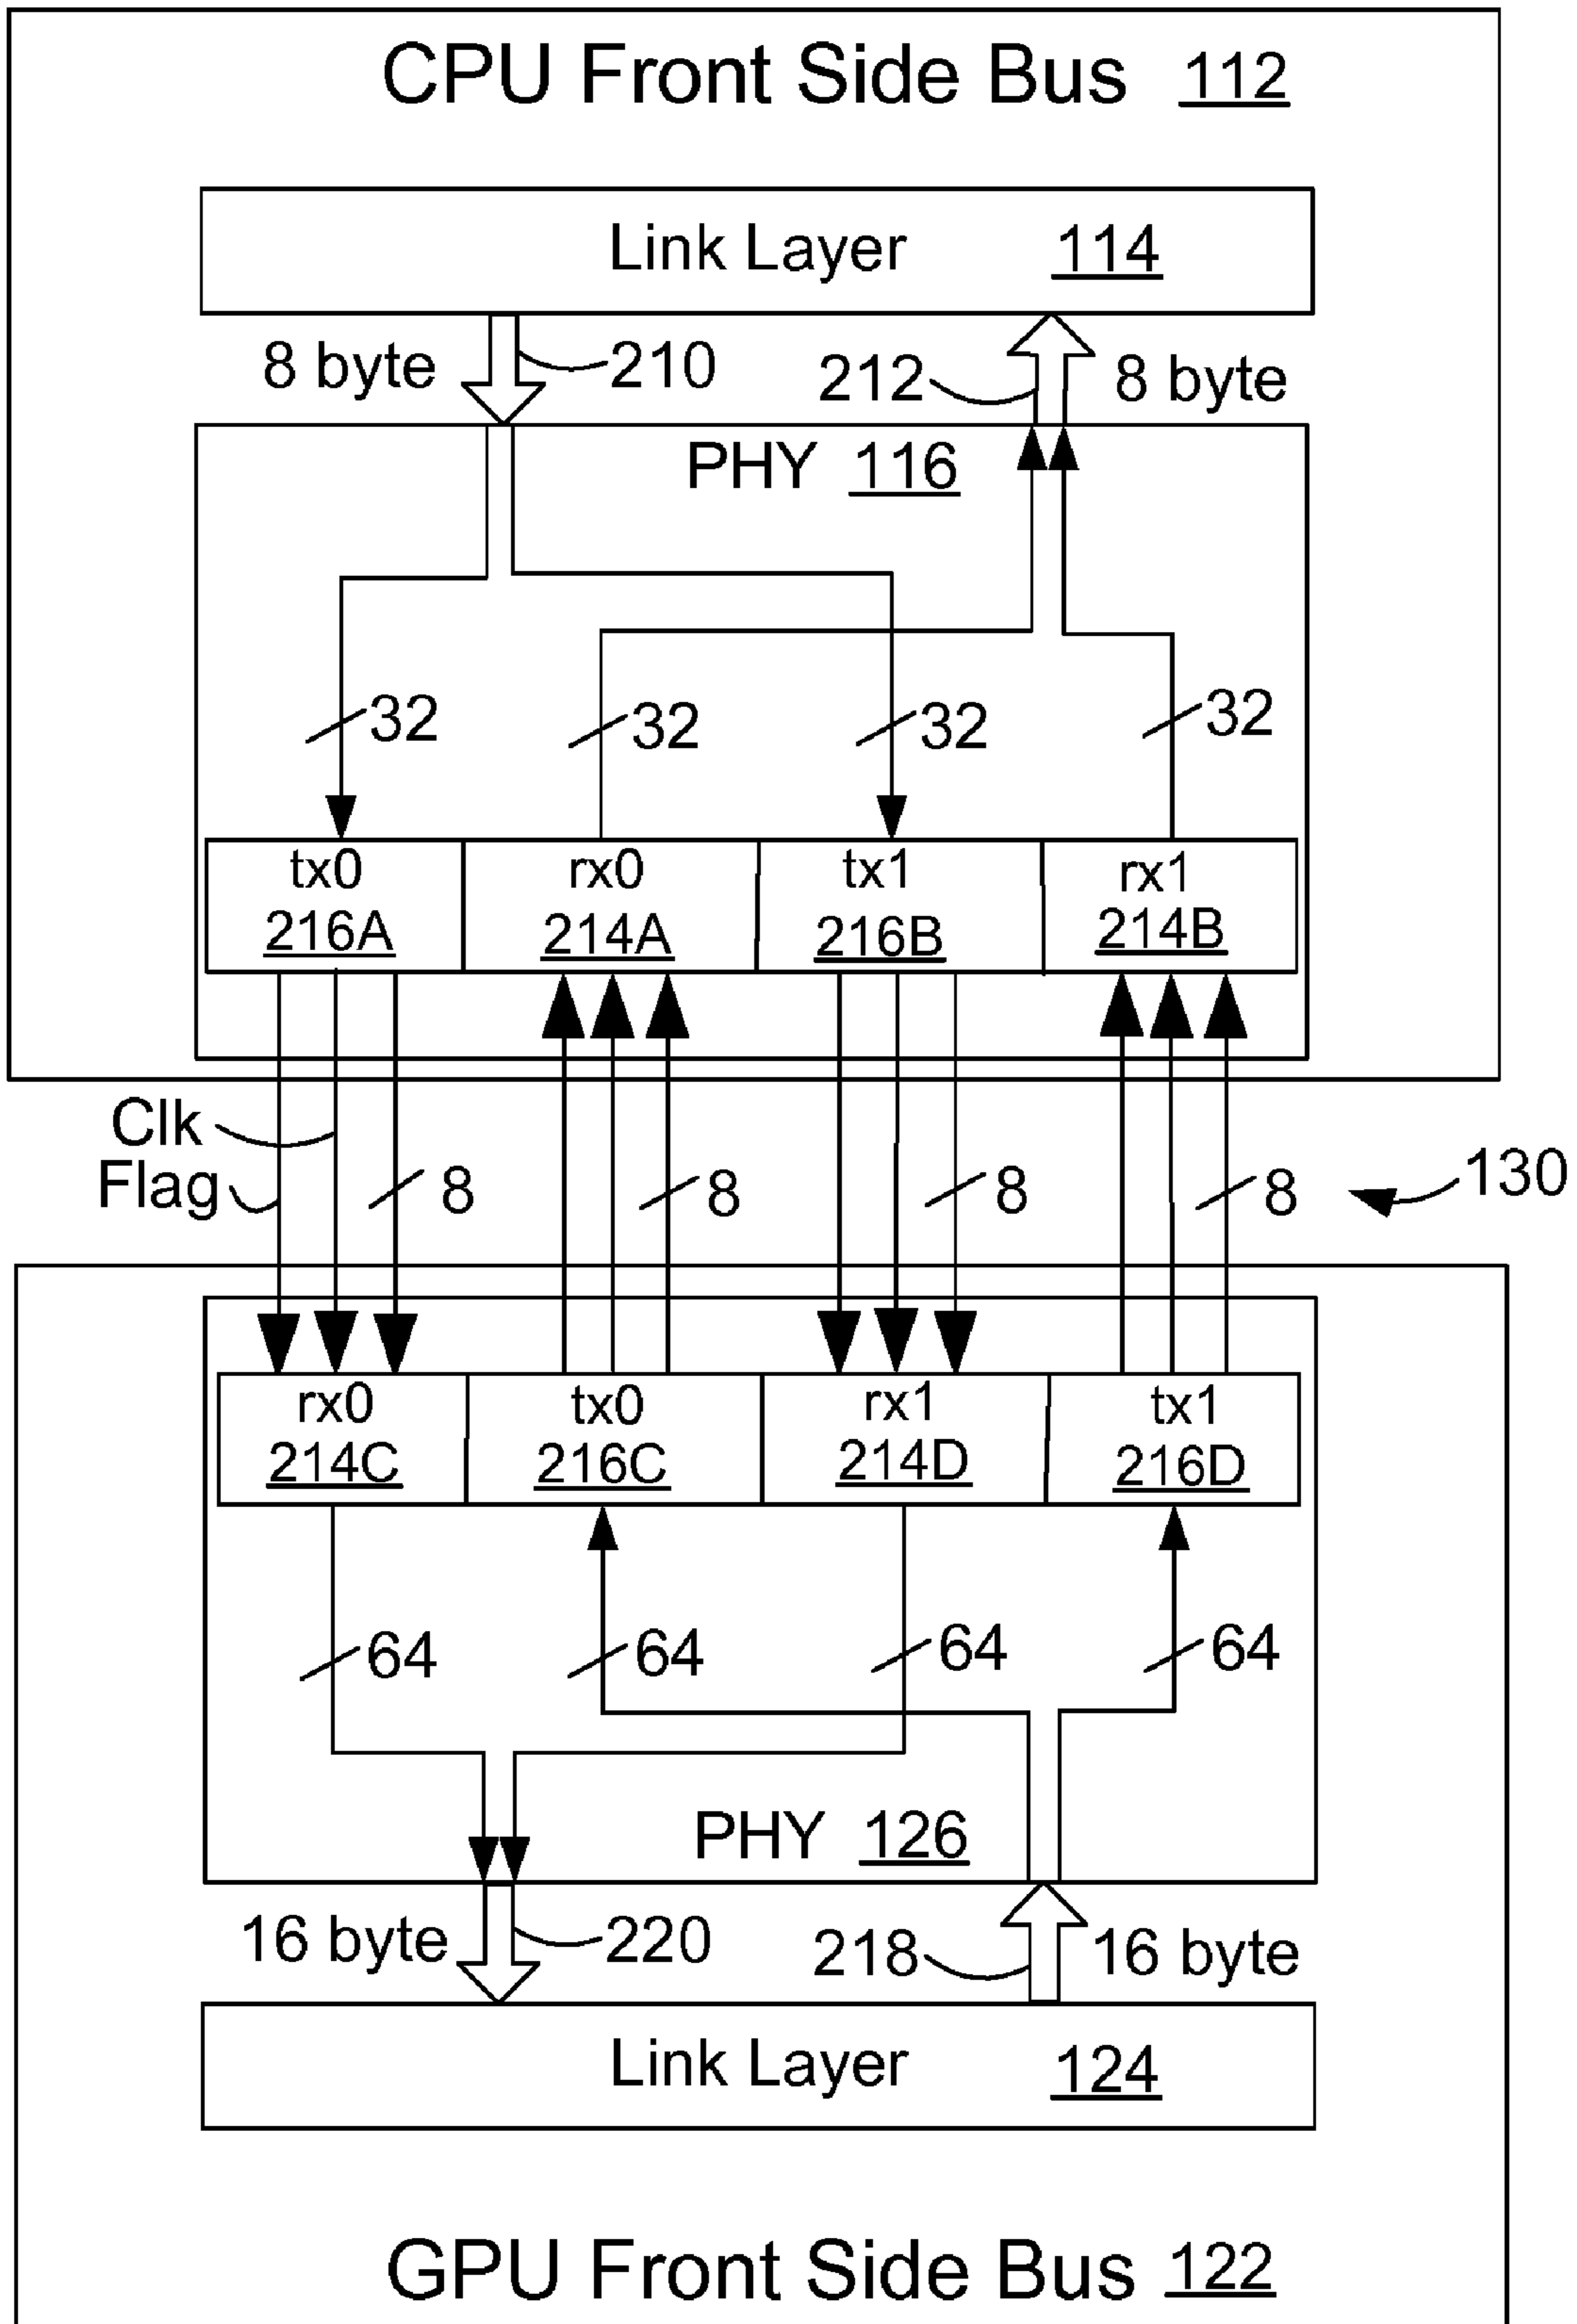 CPU Front Side Bus 112
Link Layer 114
8 byte 210 212 8 byte
PHY 116
32 32 32 32
tx0 rx0 tx1 rx1
216A 214A 216B 214B
Clk
Flag 8 8 8 8 130
rx0 tx0 rx1 tx1
214C 216C 214D 216D
64 64 64 64
PHY 126
16 byte 220 218 16 byte
Link Layer 124
GPU Front Side Bus 122